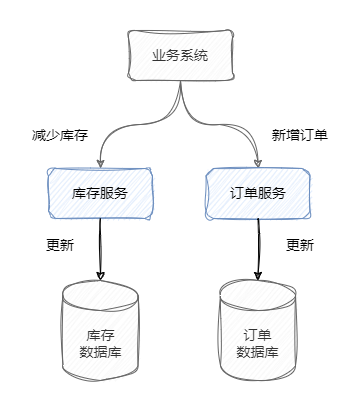 业务系统
减少库存
新增订单
库存服务
订单服务
更新
更新
库存
数据库
订单
数据库